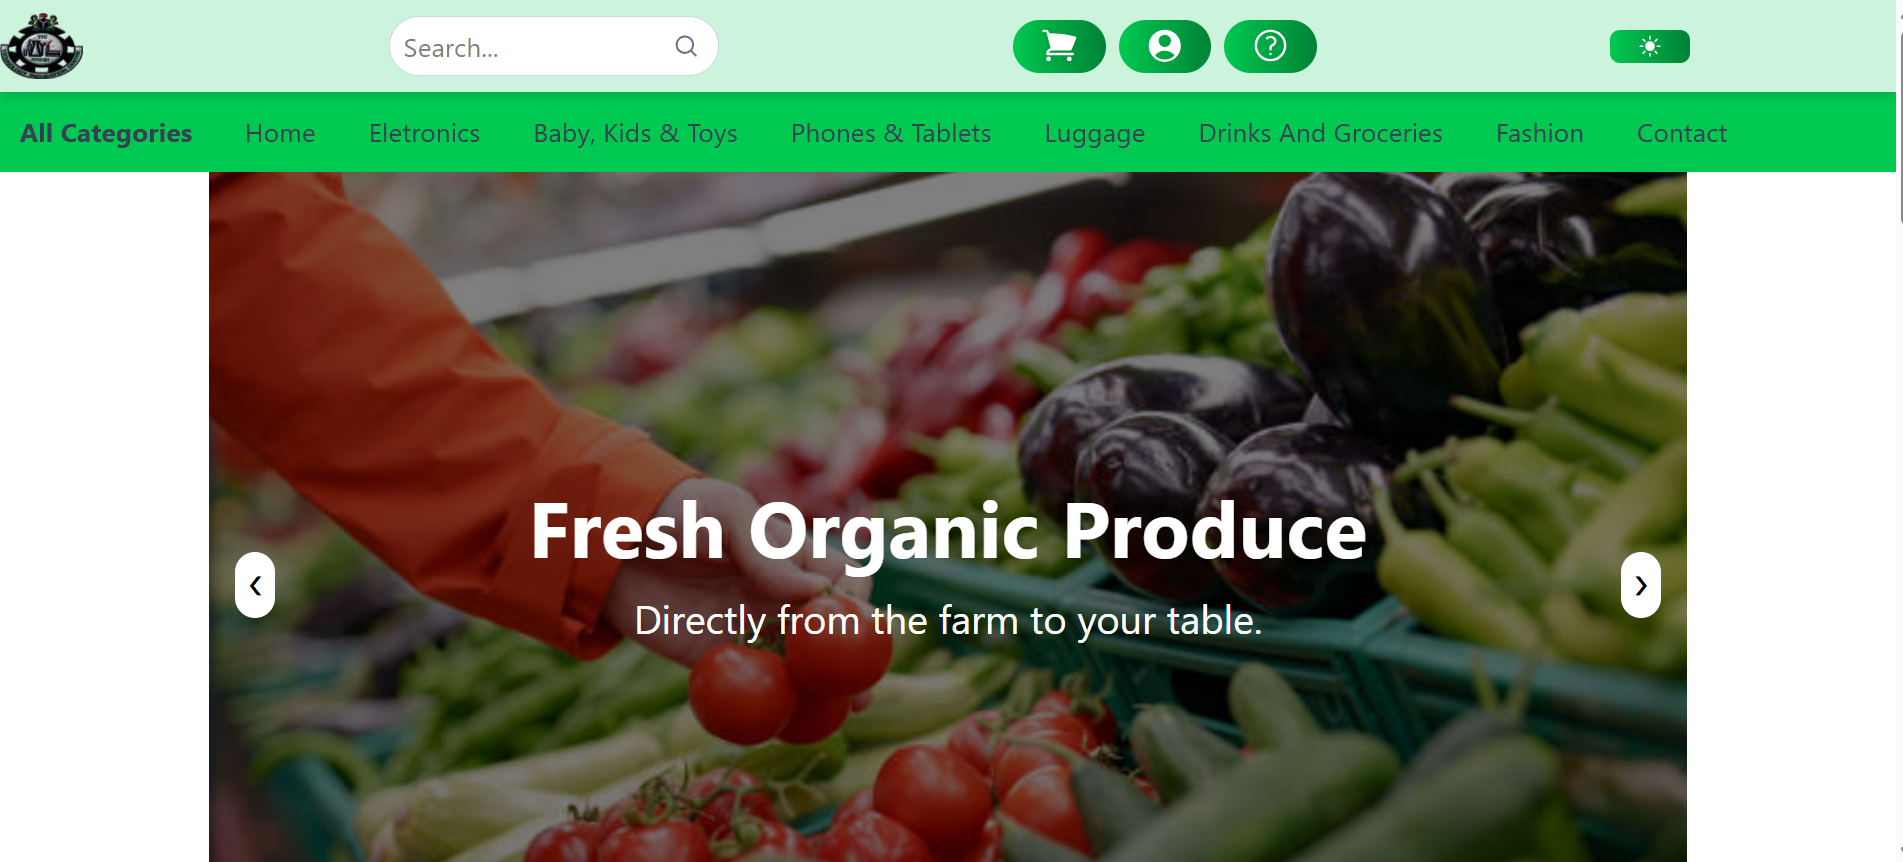 Search...
All Categories Home Eletronics Baby, Kids & Toys Phones & Tablets Luggage Drinks And Groceries Fashion Contact
Fresh Organic Produce
Directly from the farm to your table.